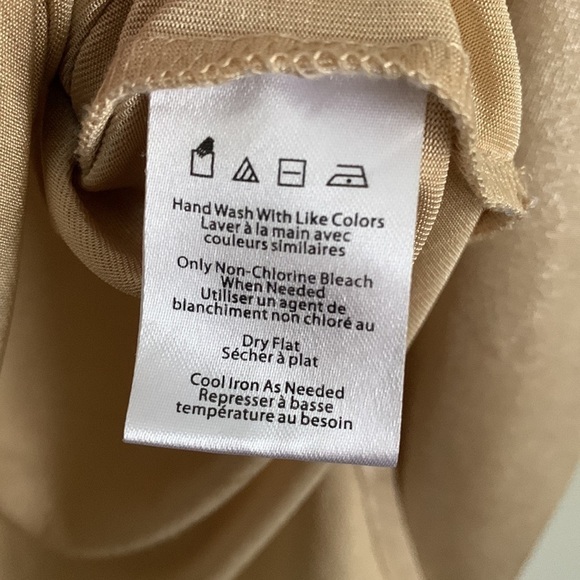 Hand Wash With Like Colors
Laver à la main avec
couleurs similaires
Only Non-Chlorine Bleach
When Needed
Utiliser un agent de
blanchiment non chloré au
Dry Flat
Sécher à plat
Cool Iron As Needed
Represser à basse
température au besoin